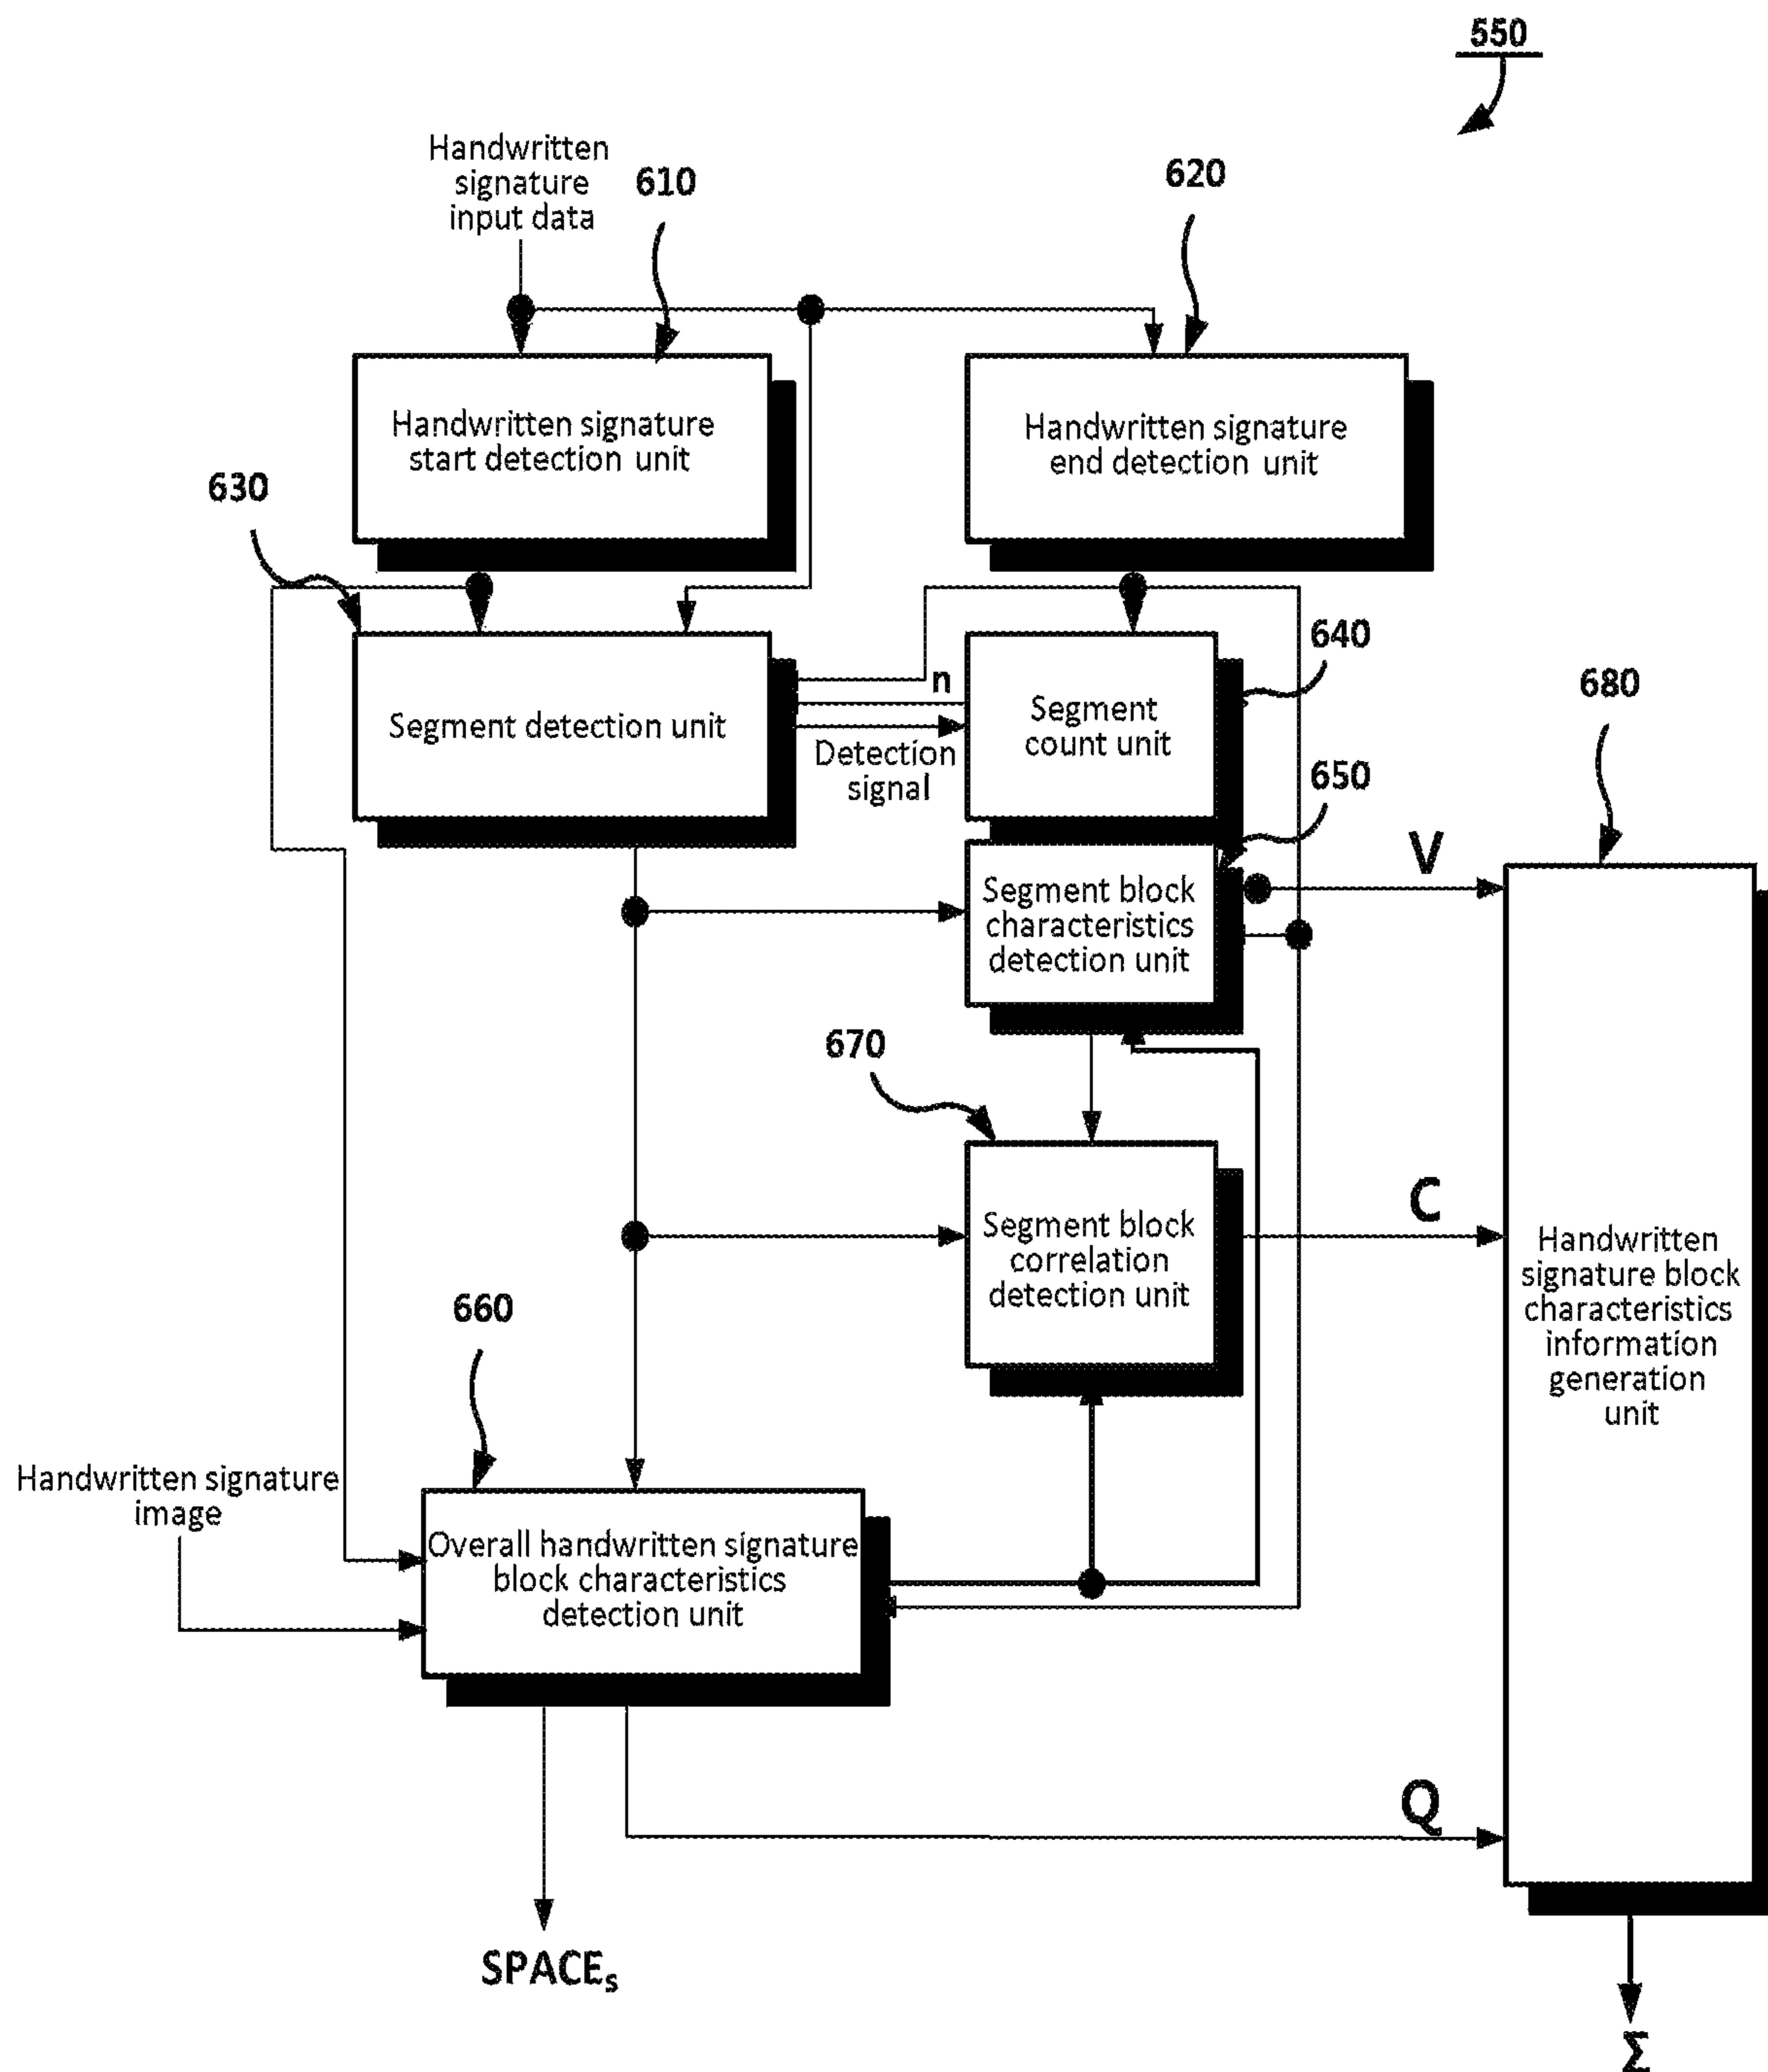 550
Handwritten
signature
input data
610
620
Handwritten signature
start detection unit
Handwritten signature
end detection unit
630
640
n
Segment detection unit
Segment
count unit
Detection
signal
680
650
V
Segment block
characteristics
detection unit
670
C
Segment block
correlation
detection unit
Handwritten
signature block
characteristics
information
generation
unit
660
Handwritten signature
image
Overall handwritten signature
block characteristics
detection unit
Q
SPACEs
Σ